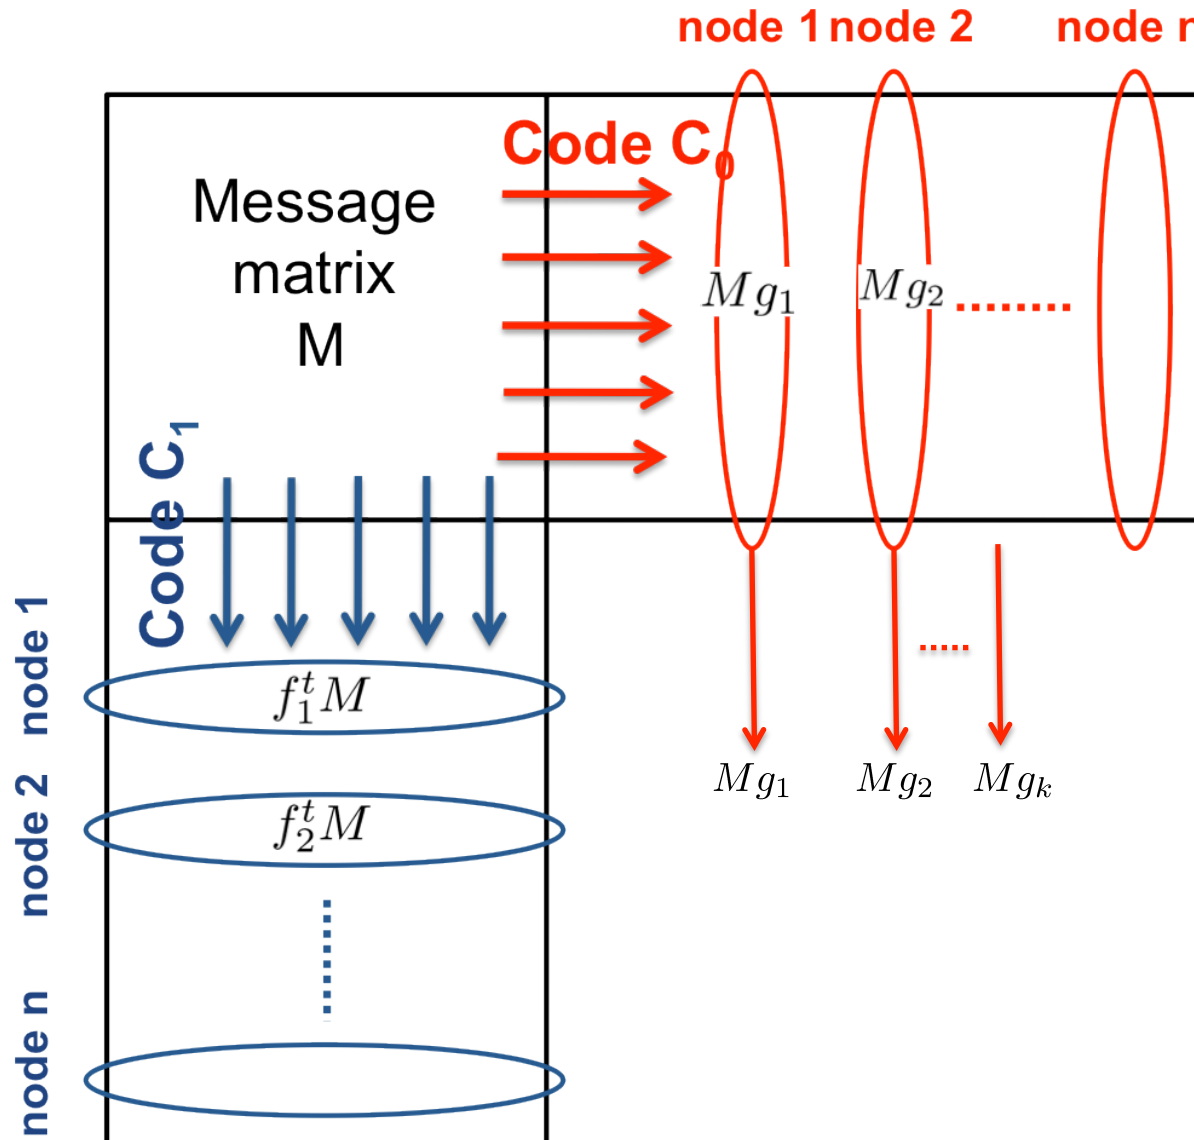 node 1 node 2 node n
Code C₀
Message
matrix
M
Mg₁ Mg₂
Code C₁
node 1
f₁ᵗM
Mg₁ Mg₂ Mgₖ
node 2
f₂ᵗM
node n